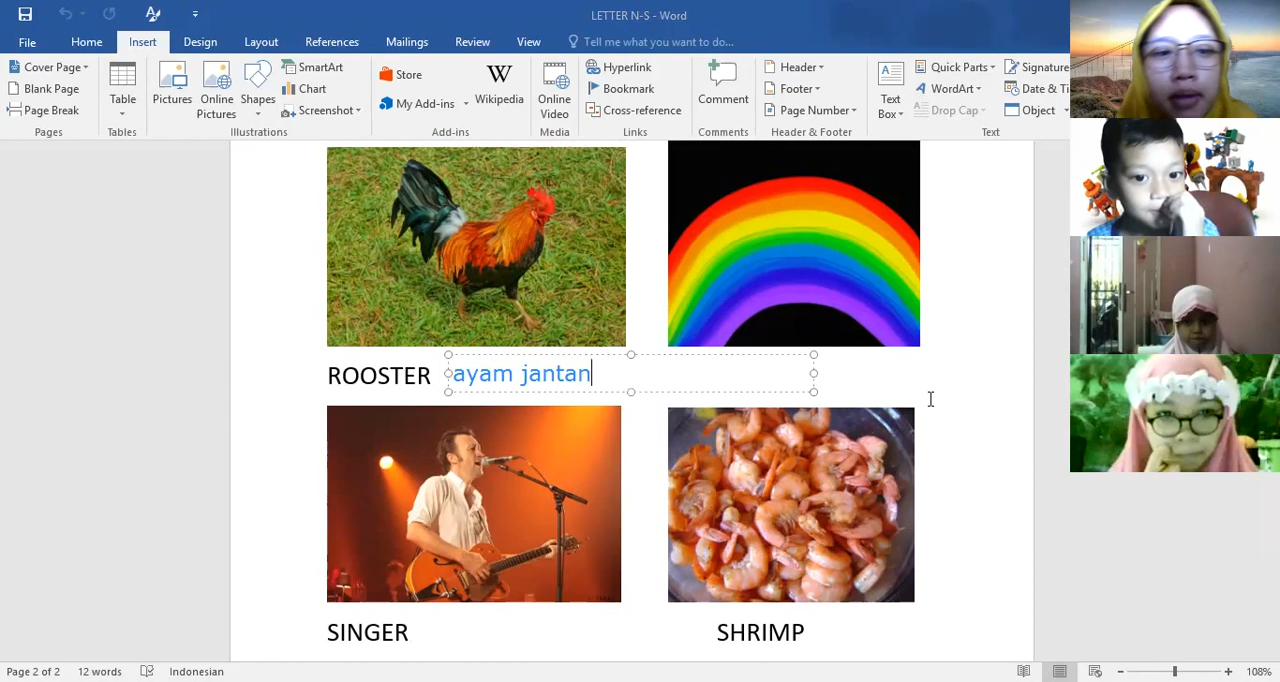 LETTER N-S - Word
File Home Insert Design Layout References Mailings Review View Tell me what you want to do...
Cover Page
Blank Page
Page Break
Pages
Table
Tables
Pictures
Online Pictures
Shapes
SmartArt
Chart
Screenshot
Illustrations
Store
My Add-ins
Wikipedia
Add-ins
Online Video
Media
Hyperlink
Bookmark
Cross-reference
Links
Comment
Comments
Header
Footer
Page Number
Header & Footer
Text Box
Quick Parts
WordArt
Drop Cap
Signature
Date & Ti
Object
Text
ROOSTER ayam jantan
SINGER SHRIMP
Page 2 of 2 12 words Indonesian 108%